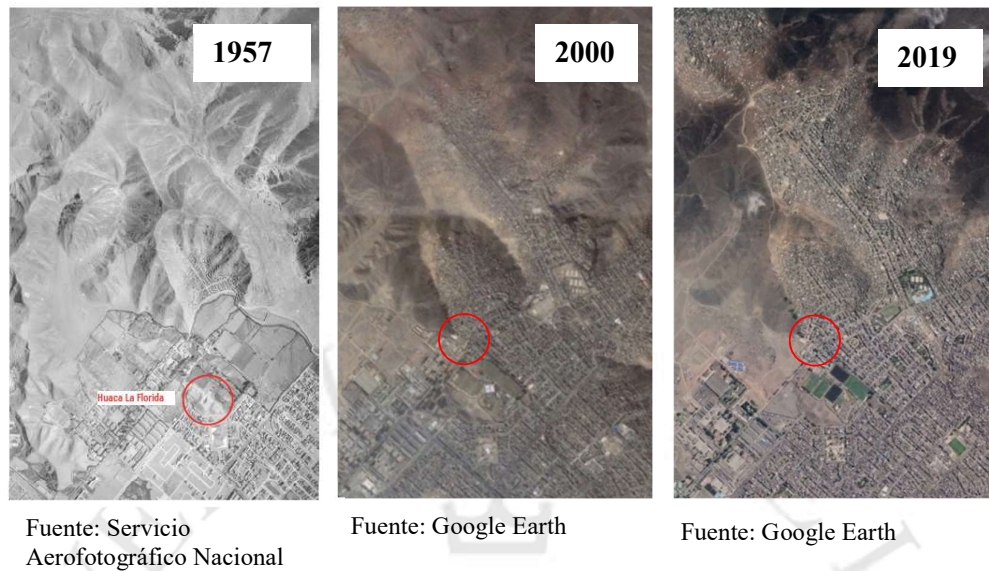 1957
2000
2019
Huaca La Florida
Fuente: Servicio
Aerofotográfico Nacional
Fuente: Google Earth
Fuente: Google Earth